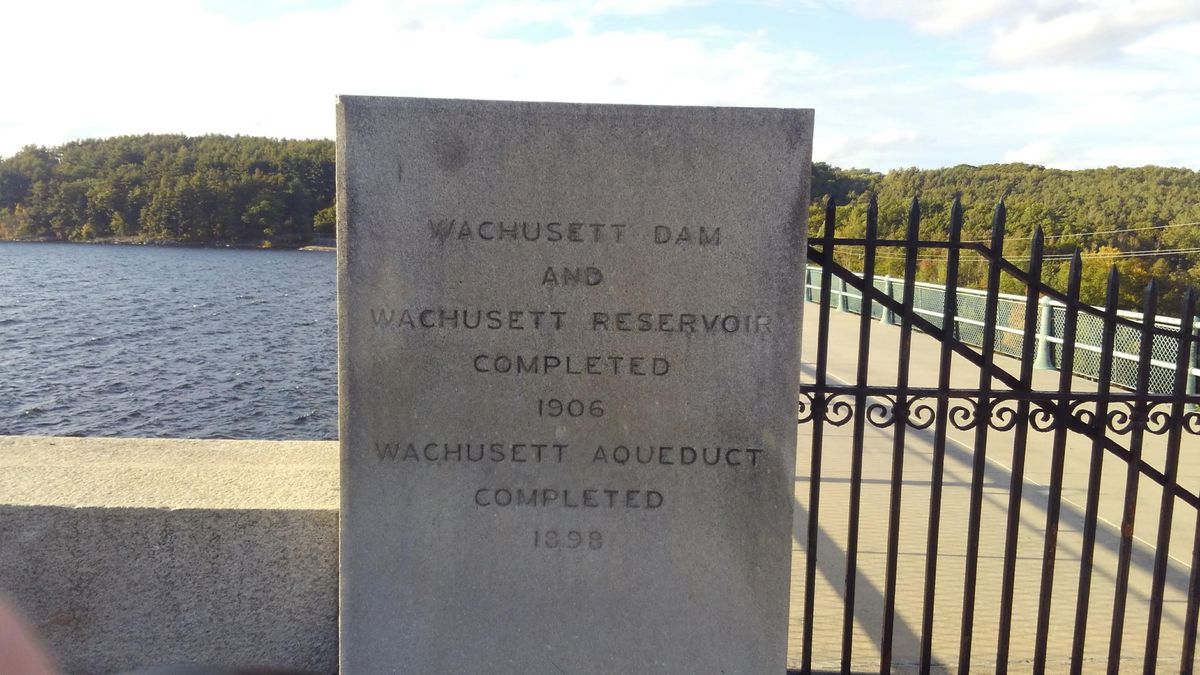 WACHUSETT DAM
AND
WACHUSETT RESERVOIR
COMPLETED
1906
WACHUSETT AQUEDUCT
COMPLETED
1898